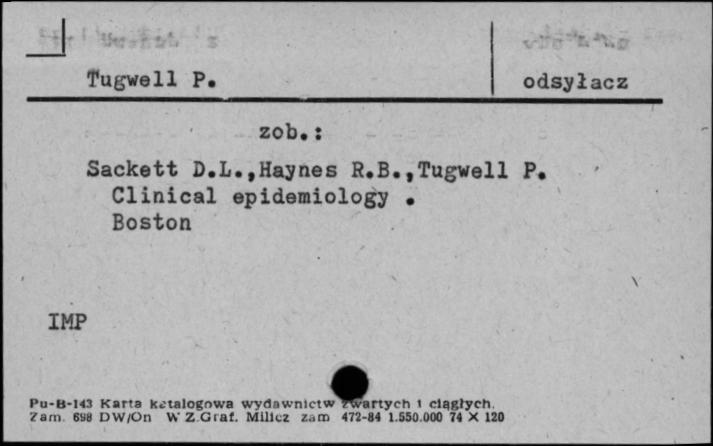 Tugwell P.
odsyłacz
zob.:
Sackett D.L.,Haynes R.B.,Tugwell P.
Clinical epidemiology .
Boston
IMP
Pu-B-143 Karta katalogowa wydawnictw zwartych i ciągłych.
Zam. 698 DW/On W.Z.Graf. Milicz zam 472-84 1.550.000 74 X 120